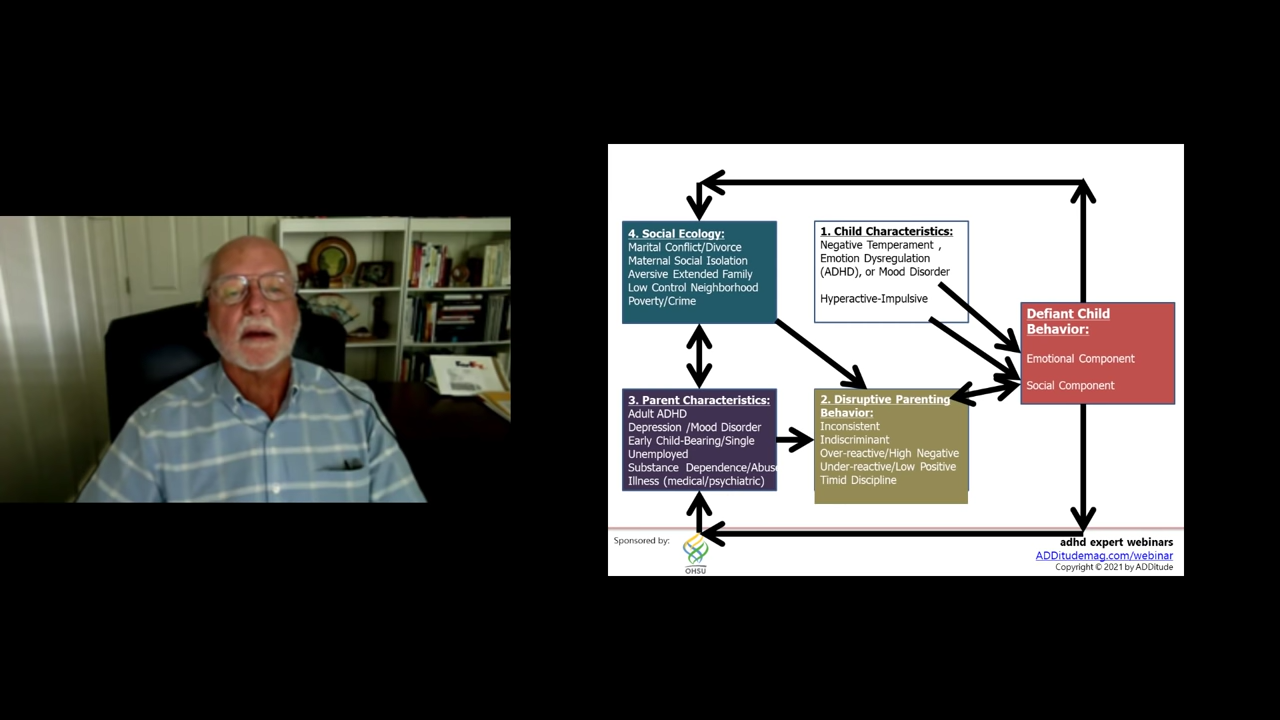 4. Social Ecology:
Marital Conflict/Divorce
Maternal Social Isolation
Aversive Extended Family
Low Control Neighborhood
Poverty/Crime
1. Child Characteristics:
Negative Temperament ,
Emotion Dysregulation
(ADHD), or Mood Disorder
Hyperactive-Impulsive
Defiant Child
Behavior:
Emotional Component
Social Component
3. Parent Characteristics:
Adult ADHD
Depression /Mood Disorder
Early Child-Bearing/Single
Unemployed
Substance Dependence/Abuse
Illness (medical/psychiatric)
2. Disruptive Parenting
Behavior:
Inconsistent
Indiscriminant
Over-reactive/High Negative
Under-reactive/Low Positive
Timid Discipline
Sponsored by:
OHSU
adhd expert webinars
ADDitudemag.com/webinar
Copyright © 2021 by ADDitude
FedEx